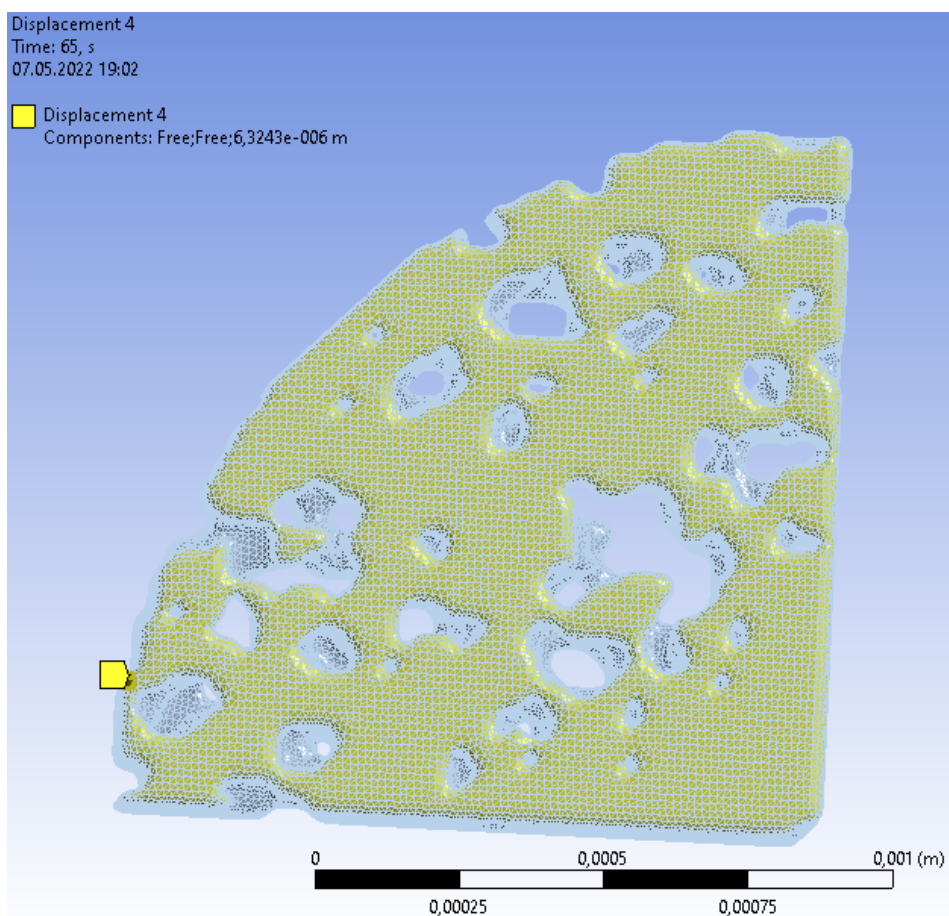 Displacement 4
Time: 65, s
07.05.2022 19:02
Displacement 4
Components: Free;Free;6,3243e-006 m
0 0,0005 0,001 (m)
0,00025 0,00075